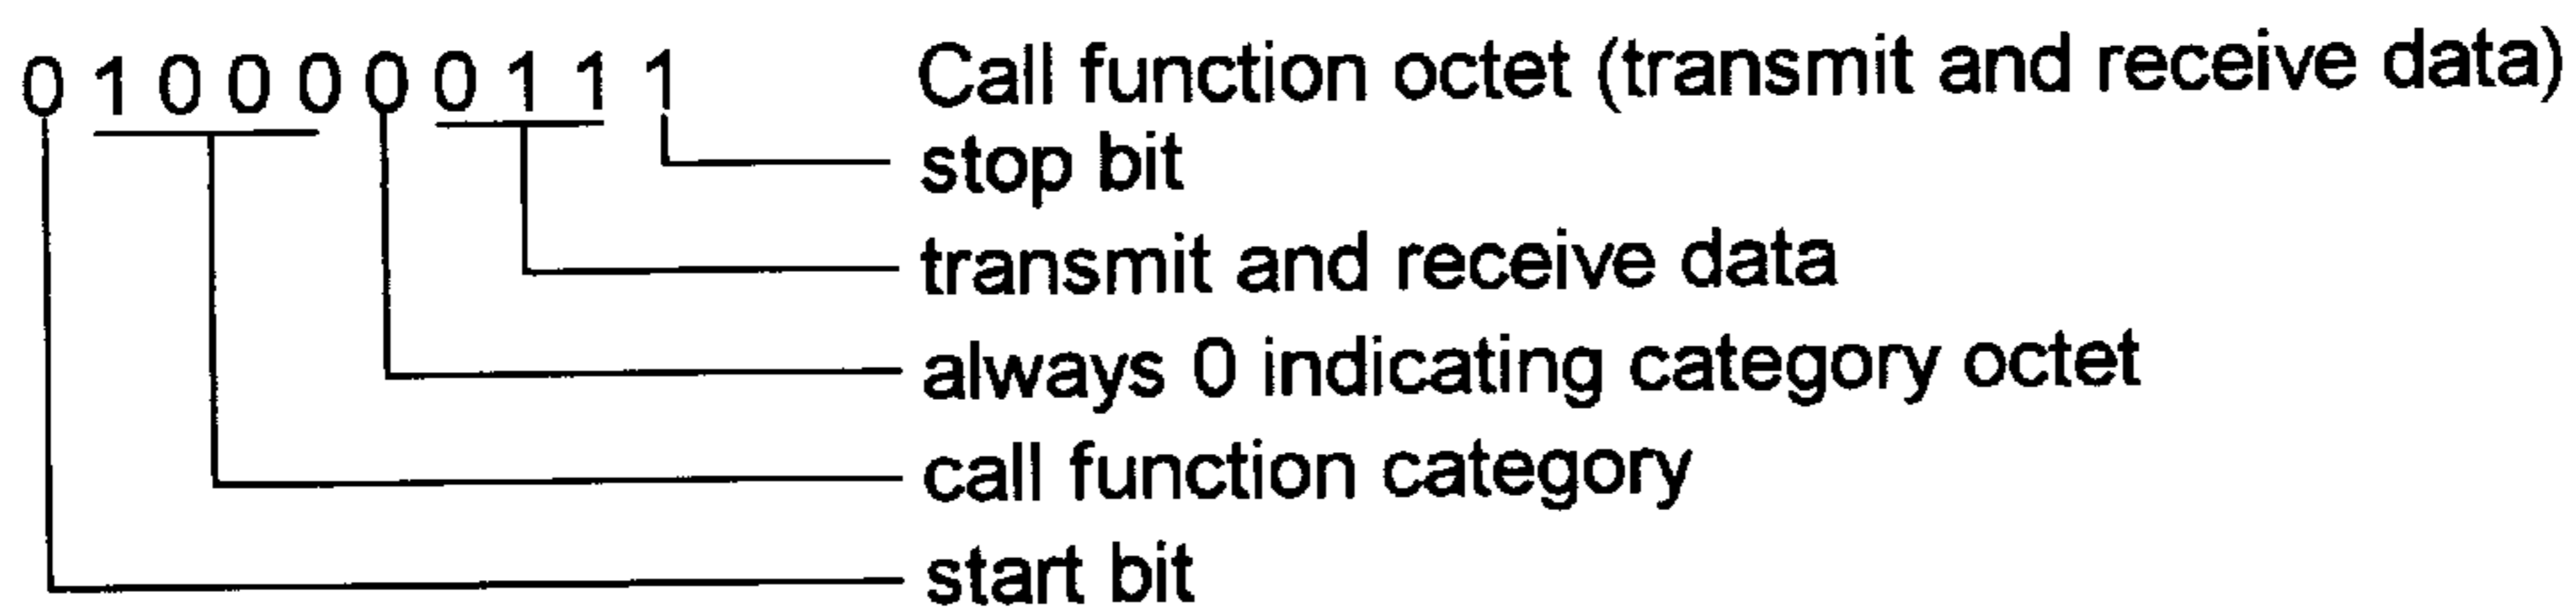 0 1 0 0 0 0 0 1 1 1 Call function octet (transmit and receive data)
stop bit
transmit and receive data
always 0 indicating category octet
call function category
start bit